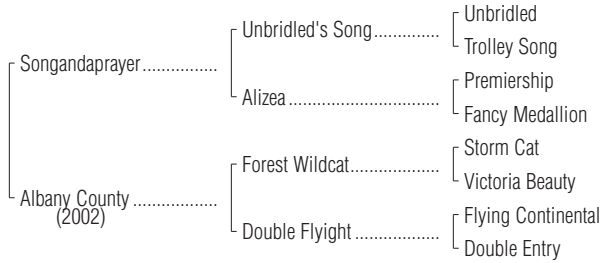 Unbridled
Unbridled's Song..............
Trolley Song
Songandaprayer................
Premiership
Alizea................................
Fancy Medallion
Storm Cat
Forest Wildcat...................
Victoria Beauty
Albany County ..................
(2002)
Flying Continental
Double Flyight ..................
Double Entry